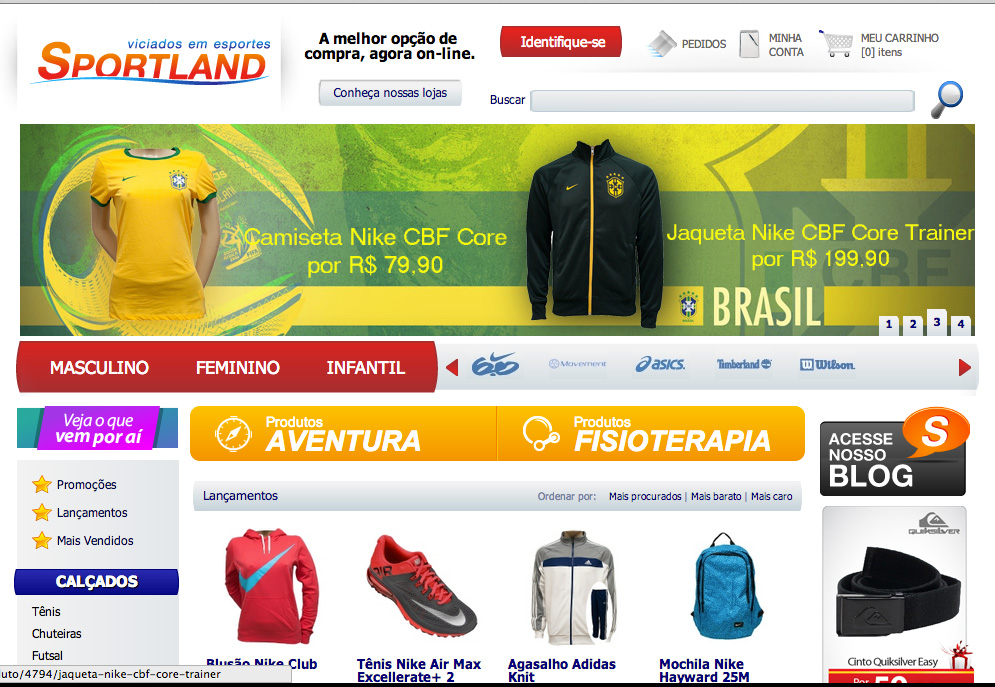 viciados em esportes
SPORTLAND
A melhor opção de
compra, agora on-line.
Conheça nossas lojas
Identifique-se
PEDIDOS
MINHA
CONTA
MEU CARRINHO
[0] itens
Buscar
Camiseta Nike CBF Core
por R$ 79,90
Jaqueta Nike CBF Core Trainer
por R$ 199,90
CBF
BRASIL
1 2 3 4
MASCULINO FEMININO INFANTIL
6.0
Movement
asics.
Timberland
Wilson.
Veja o que
vem por aí
Produtos
AVENTURA
Produtos
FISIOTERAPIA
ACESSE
NOSSO
BLOG
S
Promoções
Lançamentos
Mais Vendidos
CALÇADOS
Tênis
Chuteiras
Futsal
Lançamentos
Ordenar por: Mais procurados | Mais barato | Mais caro
Blusão Nike Club
Tênis Nike Air Max
Excellerate+ 2
Agasalho Adidas
Knit
Mochila Nike
Hayward 25M
QUIKSILVER
Cinto Quiksilver Easy
Por
luto/4794/jaqueta-nike-cbf-core-trainer